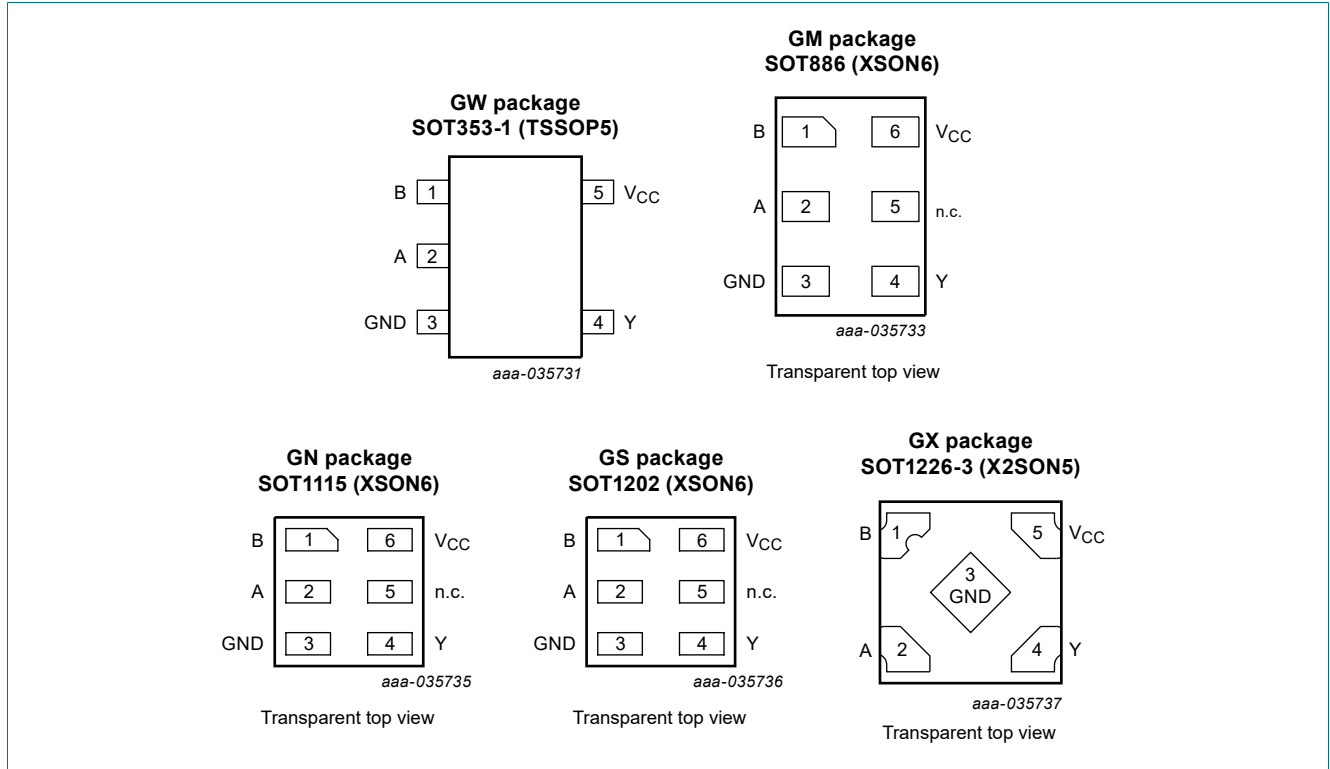 GW package
SOT353-1 (TSSOP5)
B 1 5 VCC
A 2
GND 3 4 Y
aaa-035731
GM package
SOT886 (XSON6)
B 1 6 VCC
A 2 5 n.c.
GND 3 4 Y
aaa-035733
Transparent top view
GN package
SOT1115 (XSON6)
B 1 6 VCC
A 2 5 n.c.
GND 3 4 Y
aaa-035735
Transparent top view
GS package
SOT1202 (XSON6)
B 1 6 VCC
A 2 5 n.c.
GND 3 4 Y
aaa-035736
Transparent top view
GX package
SOT1226-3 (X2SON5)
B 1 5 VCC
3
GND
A 2 4 Y
aaa-035737
Transparent top view